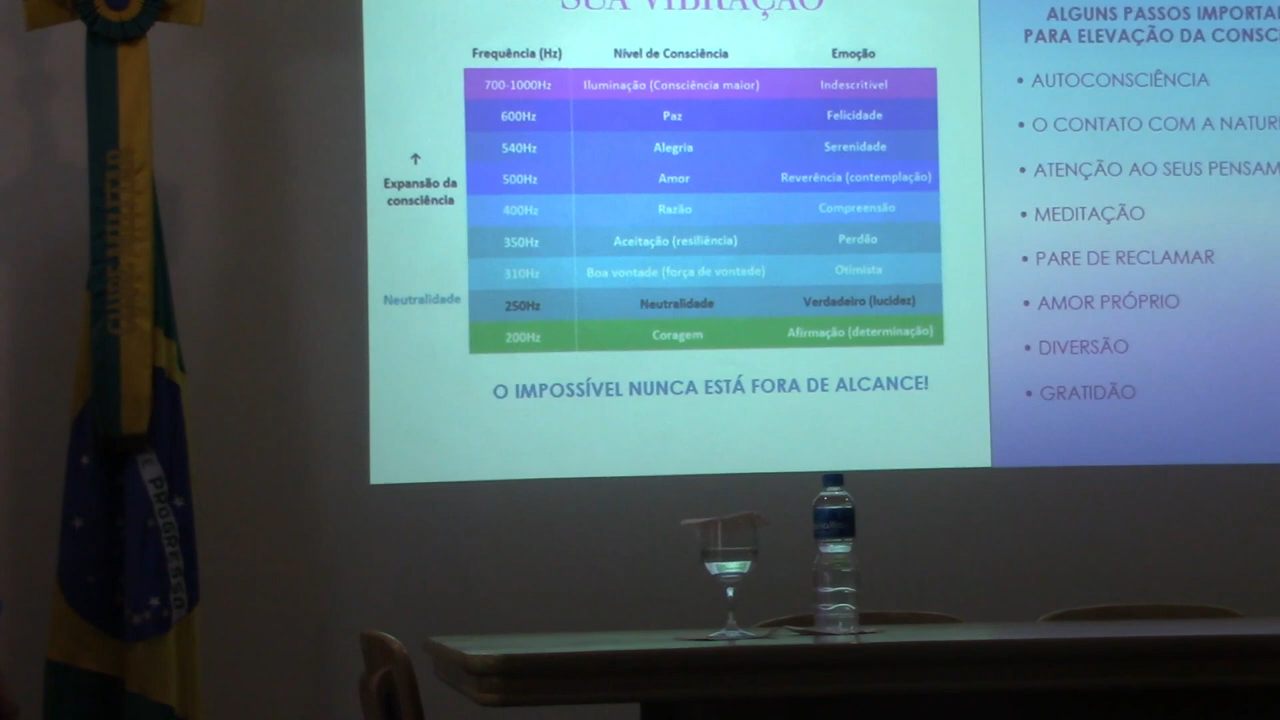 SUA VIBRAÇÃO
Frequência (Hz) Nível de Consciência Emoção
700-1000Hz Iluminação (Consciência maior) Indescritível
600Hz Paz Felicidade
540Hz Alegria Serenidade
500Hz Amor Reverência (contemplação)
400Hz Razão Compreensão
350Hz Aceitação (resiliência) Perdão
310Hz Boa vontade (força de vontade) Otimista
250Hz Neutralidade Verdadeiro (lucidez)
200Hz Coragem Afirmação (determinação)
↑
Expansão da
consciência
Neutralidade
O IMPOSSÍVEL NUNCA ESTÁ FORA DE ALCANCE!
ALGUNS PASSOS IMPORTA
PARA ELEVAÇÃO DA CONSC
• AUTOCONSCIÊNCIA
• O CONTATO COM A NATUR
• ATENÇÃO AO SEUS PENSAM
• MEDITAÇÃO
• PARE DE RECLAMAR
• AMOR PRÓPRIO
• DIVERSÃO
• GRATIDÃO
E PROGRESSO